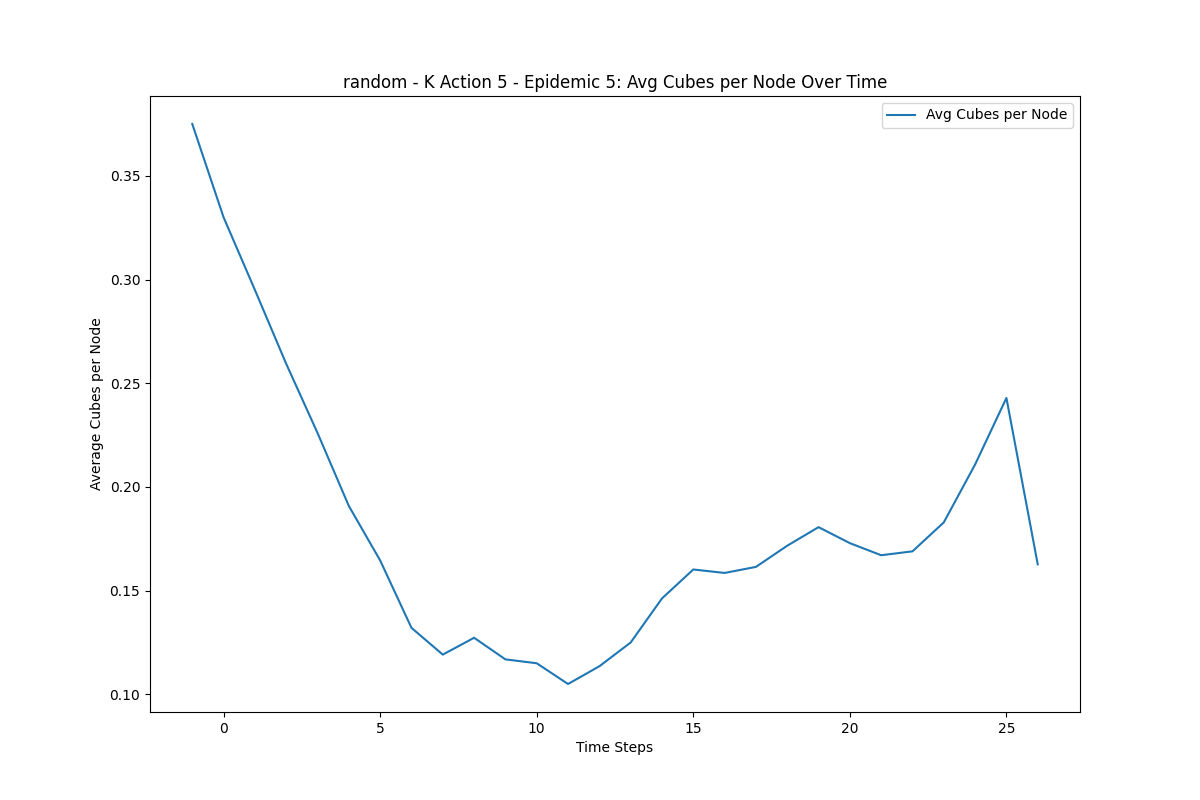 random - K Action 5 - Epidemic 5: Avg Cubes per Node Over Time
Avg Cubes per Node
Average Cubes per Node
0.35
0.30
0.25
0.20
0.15
0.10
0 5 10 15 20 25
Time Steps